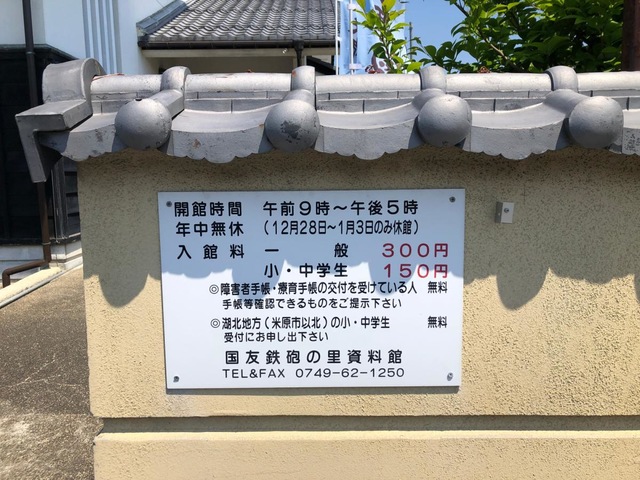 開館時間 午前9時～午後5時
年中無休 （12月28日～1月3日のみ休館）
入館料 一般 300円
小・中学生 150円
◎障害者手帳・療育手帳の交付を受けている人 無料
手帳等確認できるものをご提示下さい
◎湖北地方（米原市以北）の小・中学生 無料
受付にお申し出下さい
国友鉄砲の里資料館
TEL&FAX 0749-62-1250